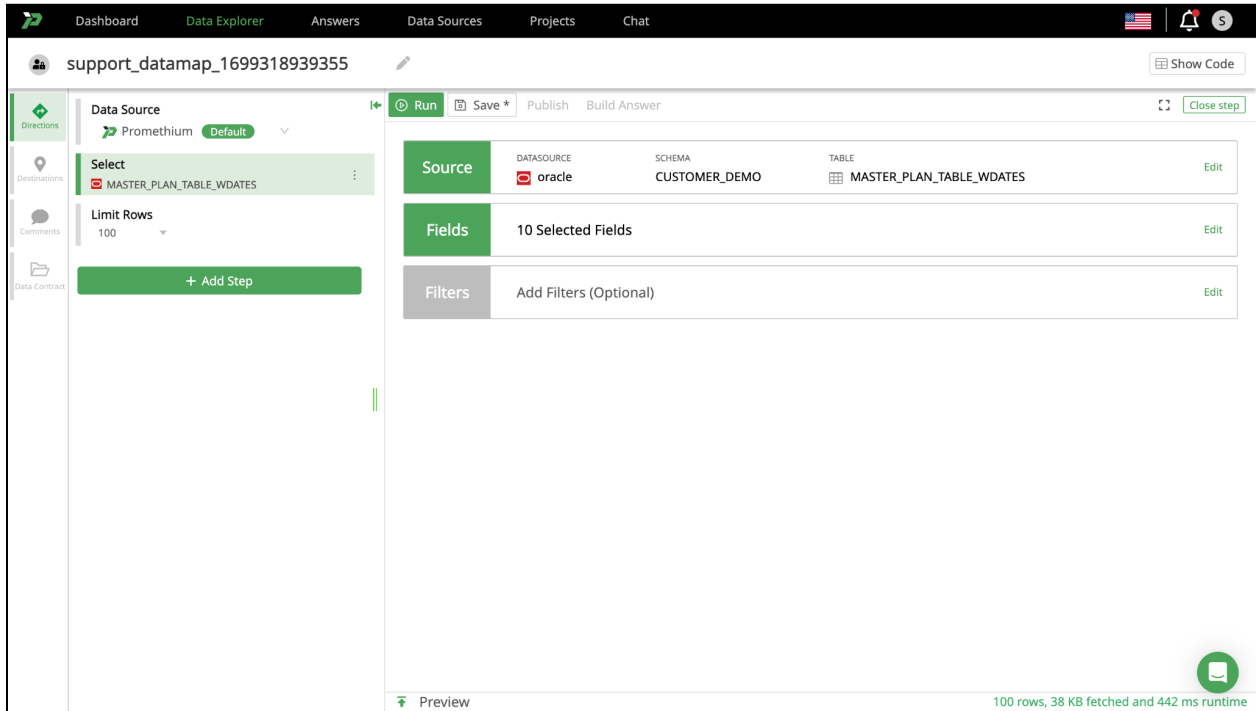 Dashboard Data Explorer Answers Data Sources Projects Chat S
support_datamap_1699318939355 Show Code
Directions
Destinations
Comments
Data Contract
Data Source
Promethium Default
Select
MASTER_PLAN_TABLE_WDATES
Limit Rows
100
+ Add Step
Run Save * Publish Build Answer Close step
Source DATASOURCE SCHEMA TABLE Edit
oracle CUSTOMER_DEMO MASTER_PLAN_TABLE_WDATES
Fields 10 Selected Fields Edit
Filters Add Filters (Optional) Edit
Preview 100 rows, 38 KB fetched and 442 ms runtime